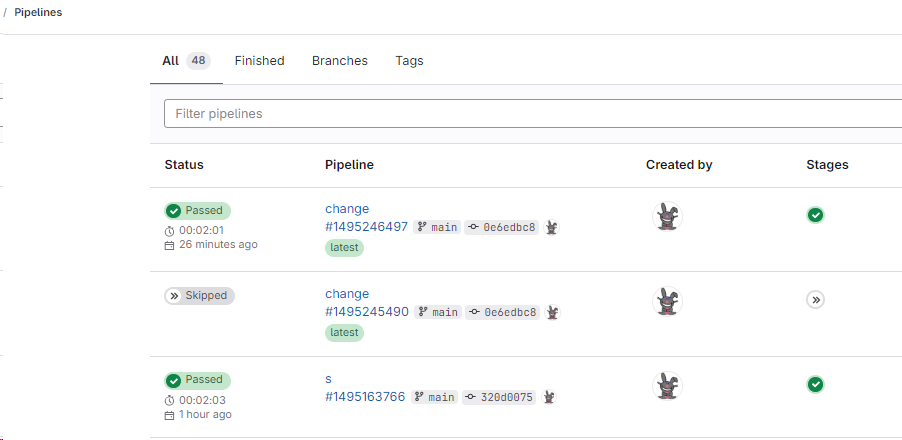 / Pipelines
All 48 Finished Branches Tags
Filter pipelines
Status Pipeline Created by Stages
Passed
00:02:01
26 minutes ago
change
#1495246497 main 0e6edbc8
latest
Skipped
change
#1495245490 main 0e6edbc8
latest
Passed
00:02:03
1 hour ago
s
#1495163766 main 320d0075